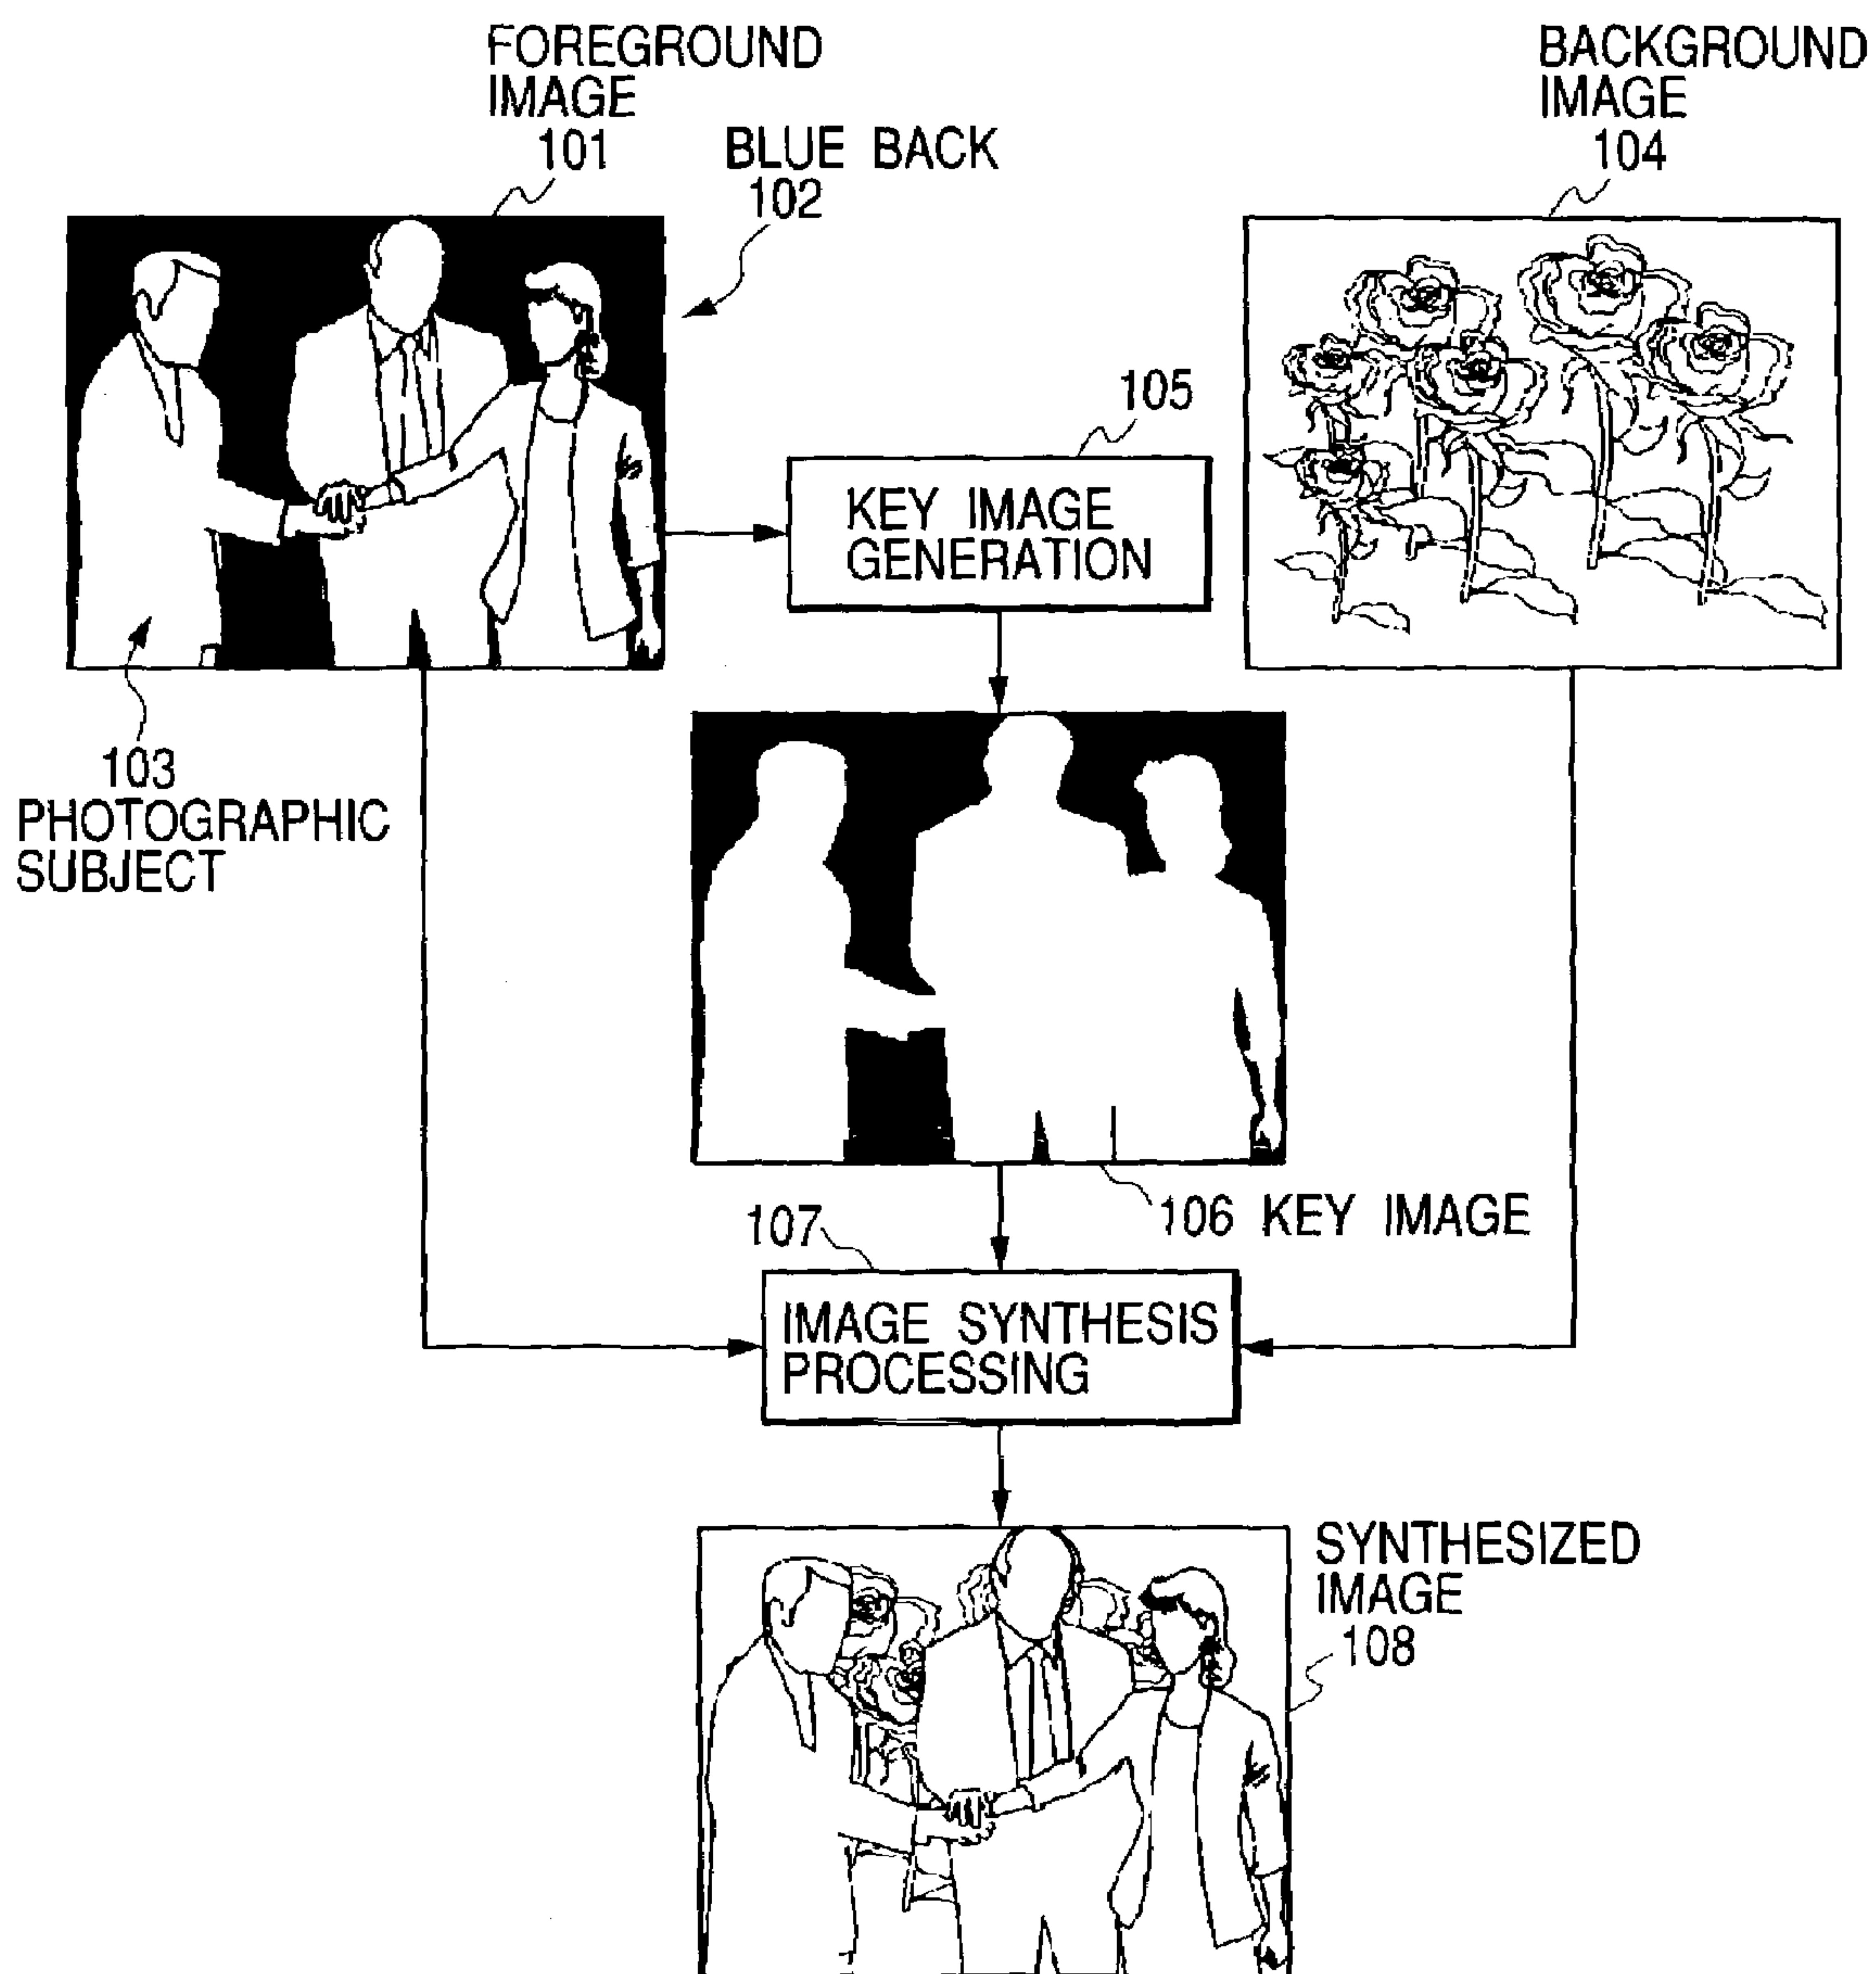 FOREGROUND
IMAGE
101
BLUE BACK
102
BACKGROUND
IMAGE
104
105
KEY IMAGE
GENERATION
103
PHOTOGRAPHIC
SUBJECT
106 KEY IMAGE
107
IMAGE SYNTHESIS
PROCESSING
SYNTHESIZED
IMAGE
108